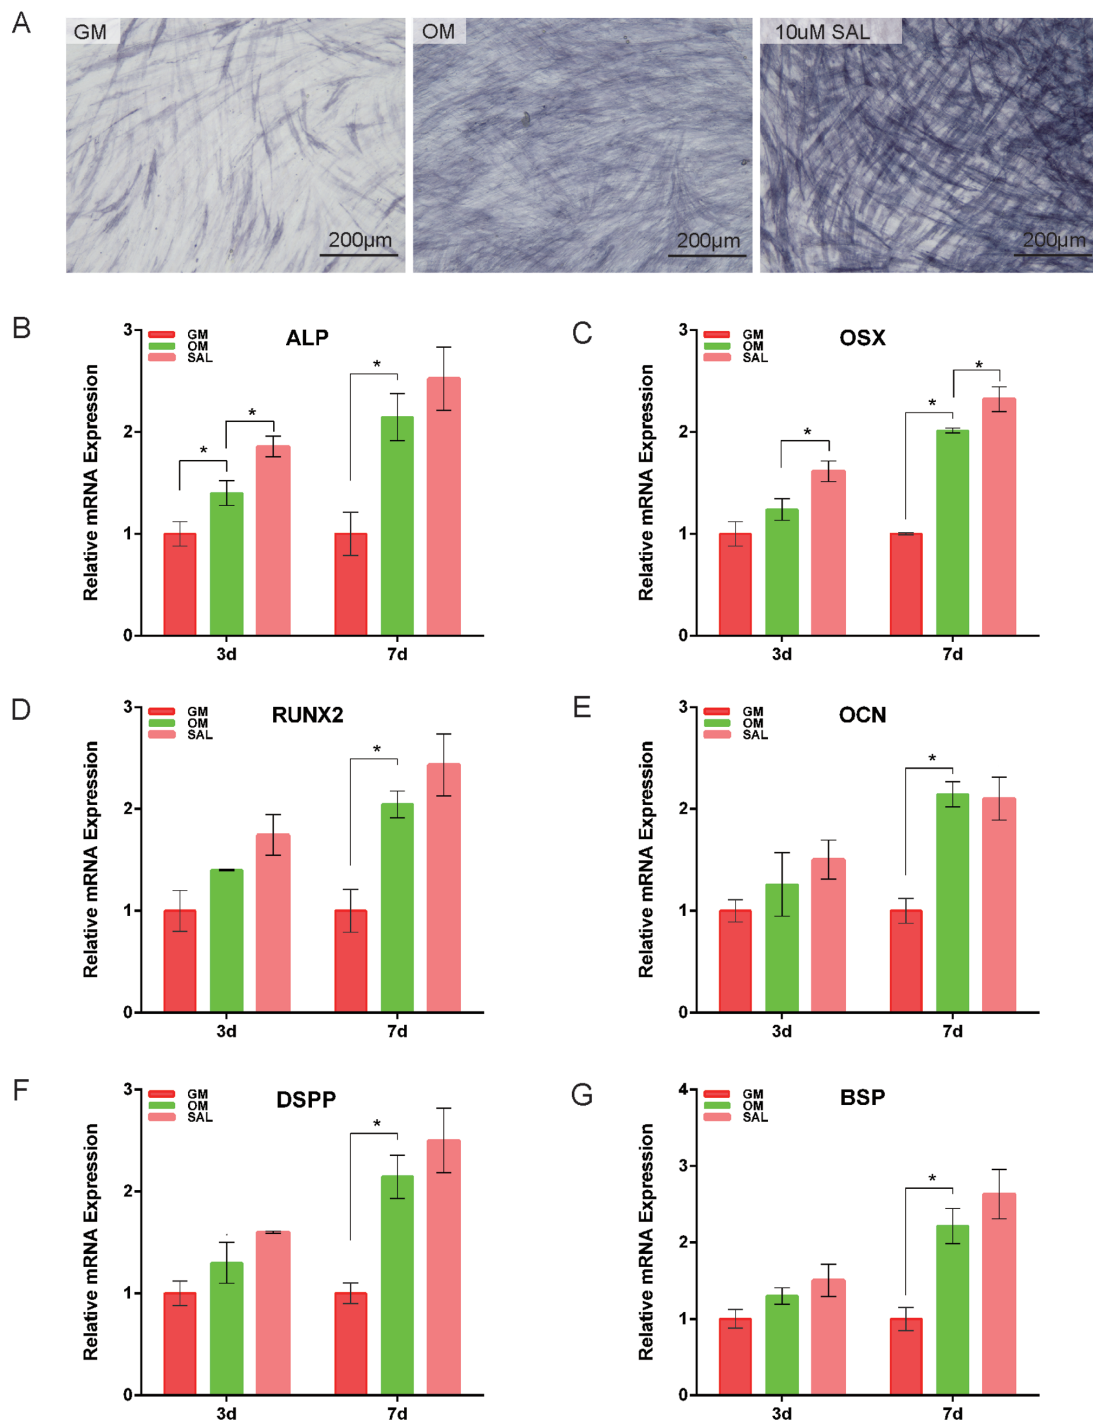 A
GM
OM
10uM SAL
200µm
200µm
200µm
B
ALP
GM
OM
SAL
Relative mRNA Expression
3
2
1
0
*
*
*
3d
7d
C
OSX
GM
OM
SAL
Relative mRNA Expression
3
2
1
0
*
*
*
3d
7d
D
RUNX2
GM
OM
SAL
Relative mRNA Expression
3
2
1
0
*
3d
7d
E
OCN
GM
OM
SAL
Relative mRNA Expression
3
2
1
0
*
3d
7d
F
DSPP
GM
OM
SAL
Relative mRNA Expression
3
2
1
0
*
3d
7d
G
BSP
GM
OM
SAL
Relative mRNA Expression
4
3
2
1
0
*
3d
7d